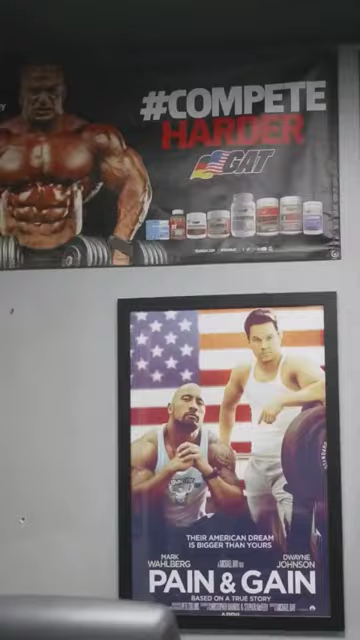 #COMPETE
HARDER
GAT
THEIR AMERICAN DREAM
IS BIGGER THAN YOURS
MARK
WAHLBERG
DWAYNE
JOHNSON
PAIN & GAIN
BASED ON A TRUE STORY